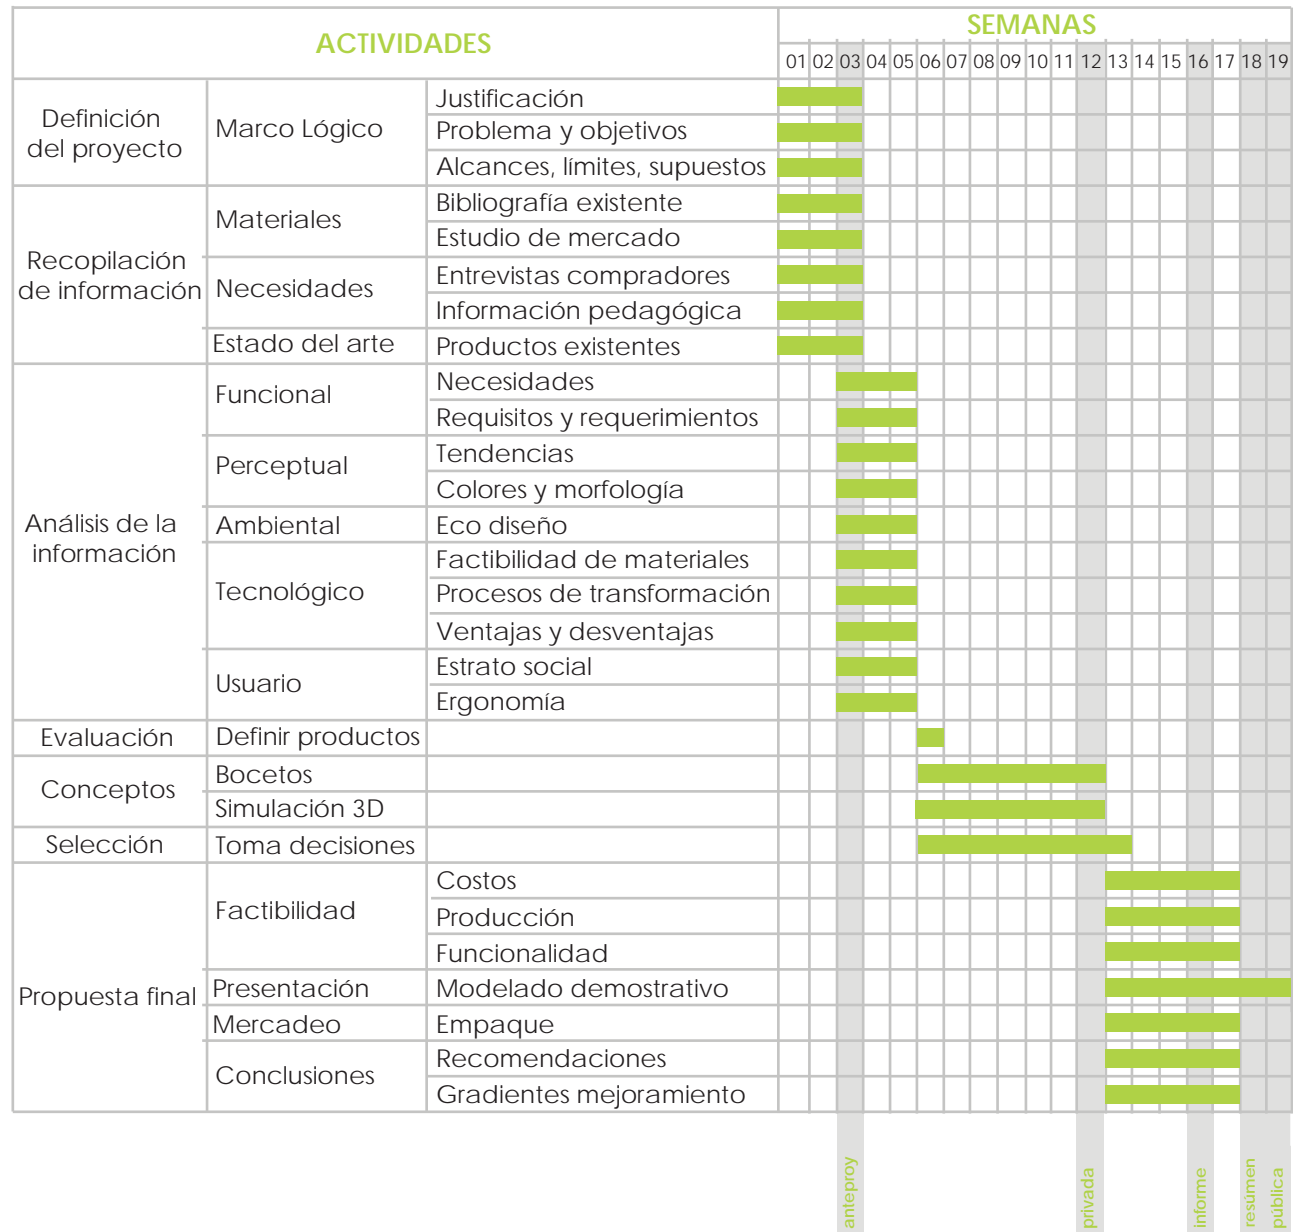 ACTIVIDADES
SEMANAS
01 02 03 04 05 06 07 08 09 10 11 12 13 14 15 16 17 18 19
Definición
del proyecto
Marco Lógico
Justificación
Problema y objetivos
Alcances, límites, supuestos
Recopilación
de información
Materiales
Bibliografía existente
Estudio de mercado
Necesidades
Entrevistas compradores
Información pedagógica
Estado del arte
Productos existentes
Análisis de la
información
Funcional
Necesidades
Requisitos y requerimientos
Perceptual
Tendencias
Colores y morfología
Ambiental
Eco diseño
Tecnológico
Factibilidad de materiales
Procesos de transformación
Ventajas y desventajas
Usuario
Estrato social
Ergonomía
Evaluación
Definir productos
Conceptos
Bocetos
Simulación 3D
Selección
Toma decisiones
Propuesta final
Factibilidad
Costos
Producción
Funcionalidad
Presentación
Modelado demostrativo
Mercadeo
Empaque
Conclusiones
Recomendaciones
Gradientes mejoramiento
anteproy
privada
informe
resúmen
pública